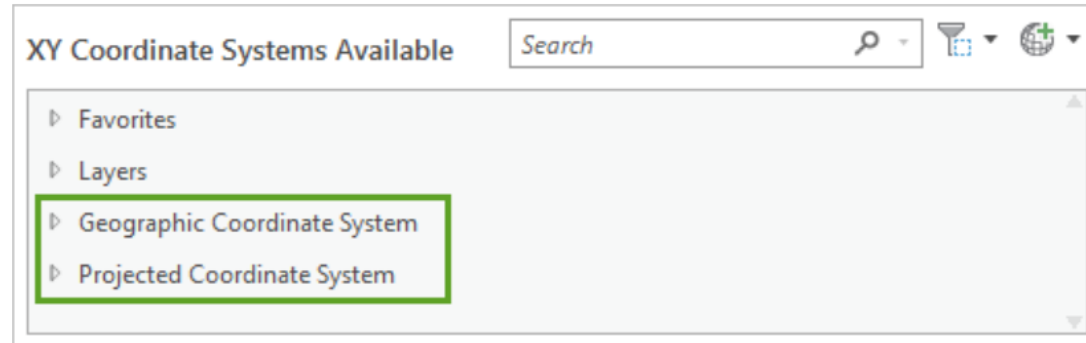 XY Coordinate Systems Available
Search
Favorites
Layers
Geographic Coordinate System
Projected Coordinate System